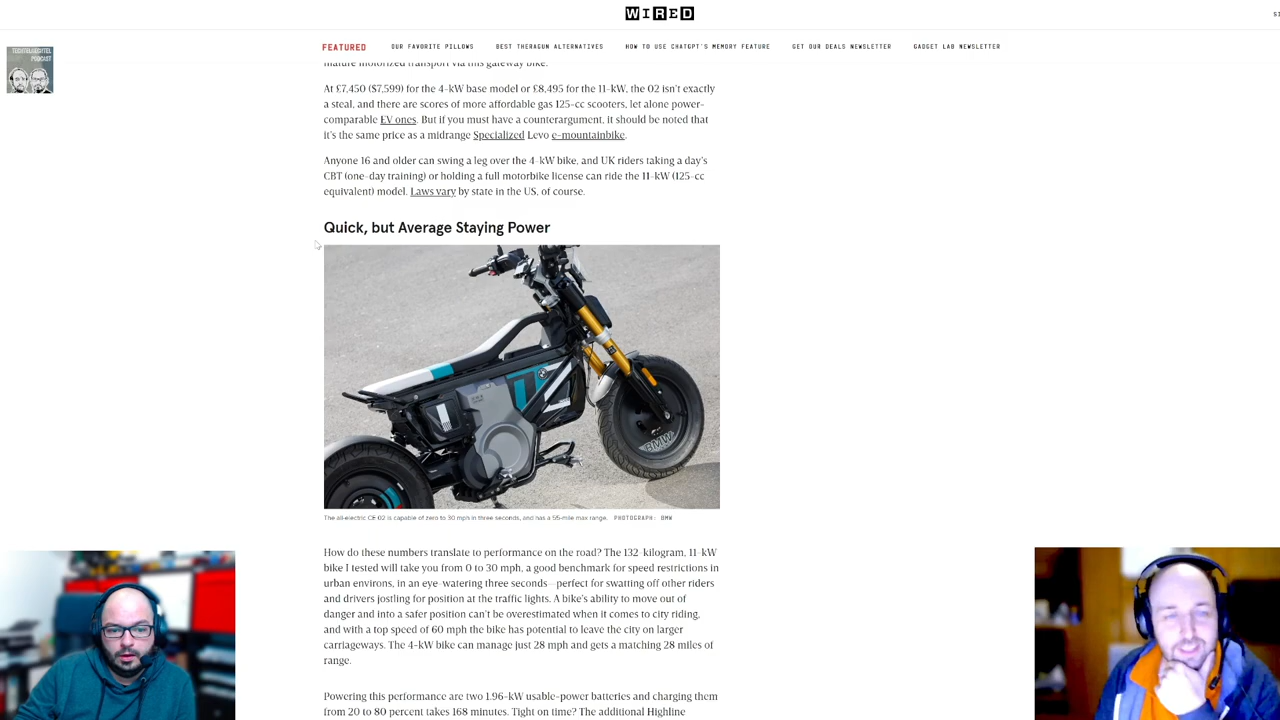 WIRED
SI
TECHTELMECHTEL
PODCAST
FEATURED
OUR FAVORITE PILLOWS
BEST THERAGUN ALTERNATIVES
HOW TO USE CHATGPT'S MEMORY FEATURE
GET OUR DEALS NEWSLETTER
GADGET LAB NEWSLETTER
mature motorized transport via this gateway bike.
At £7,450 ($7,599) for the 4-kW base model or £8,495 for the 11-kW, the 02 isn't exactly
a steal, and there are scores of more affordable gas 125-cc scooters, let alone power-
comparable EV ones. But if you must have a counterargument, it should be noted that
it's the same price as a midrange Specialized Levo e-mountainbike.
Anyone 16 and older can swing a leg over the 4-kW bike, and UK riders taking a day's
CBT (one-day training) or holding a full motorbike license can ride the 11-kW (125-cc
equivalent) model. Laws vary by state in the US, of course.
Quick, but Average Staying Power
BMW
The all-electric CE 02 is capable of zero to 30 mph in three seconds, and has a 55-mile max range. PHOTOGRAPH: BMW
How do these numbers translate to performance on the road? The 132-kilogram, 11-kW
bike I tested will take you from 0 to 30 mph, a good benchmark for speed restrictions in
urban environs, in an eye-watering three seconds—perfect for swatting off other riders
and drivers jostling for position at the traffic lights. A bike's ability to move out of
danger and into a safer position can't be overestimated when it comes to city riding,
and with a top speed of 60 mph the bike has potential to leave the city on larger
carriageways. The 4-kW bike can manage just 28 mph and gets a matching 28 miles of
range.
Powering this performance are two 1.96-kW usable-power batteries and charging them
from 20 to 80 percent takes 168 minutes. Tight on time? The additional Highline